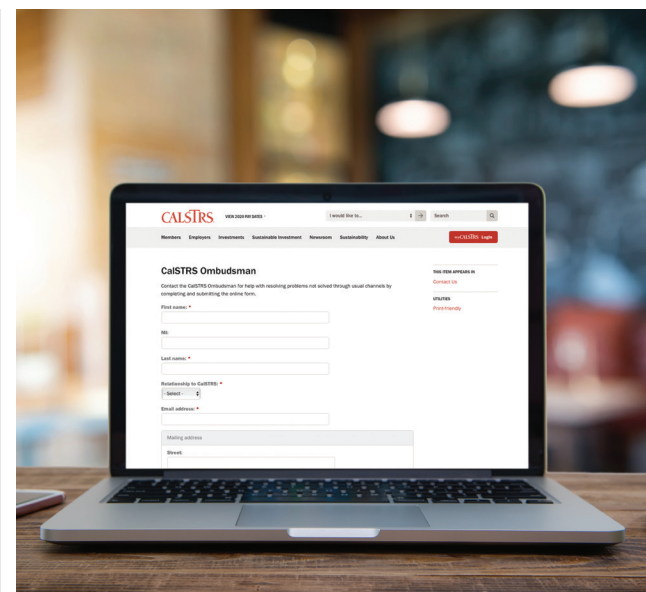 CALSTRS VIEW 2020 PAY DATES › I would like to... → Search
Members Employers Investments Sustainable Investment Newsroom Sustainability About Us myCALSTRS Login
CalSTRS Ombudsman
THIS ITEM APPEARS IN
Contact Us
Contact the CalSTRS Ombudsman for help with resolving problems not solved through usual channels by
completing and submitting the online form.
UTILITIES
Print-friendly
First name: *
MI:
Last name: *
Relationship to CalSTRS: *
- Select -
Email address: *
Mailing address
Street: